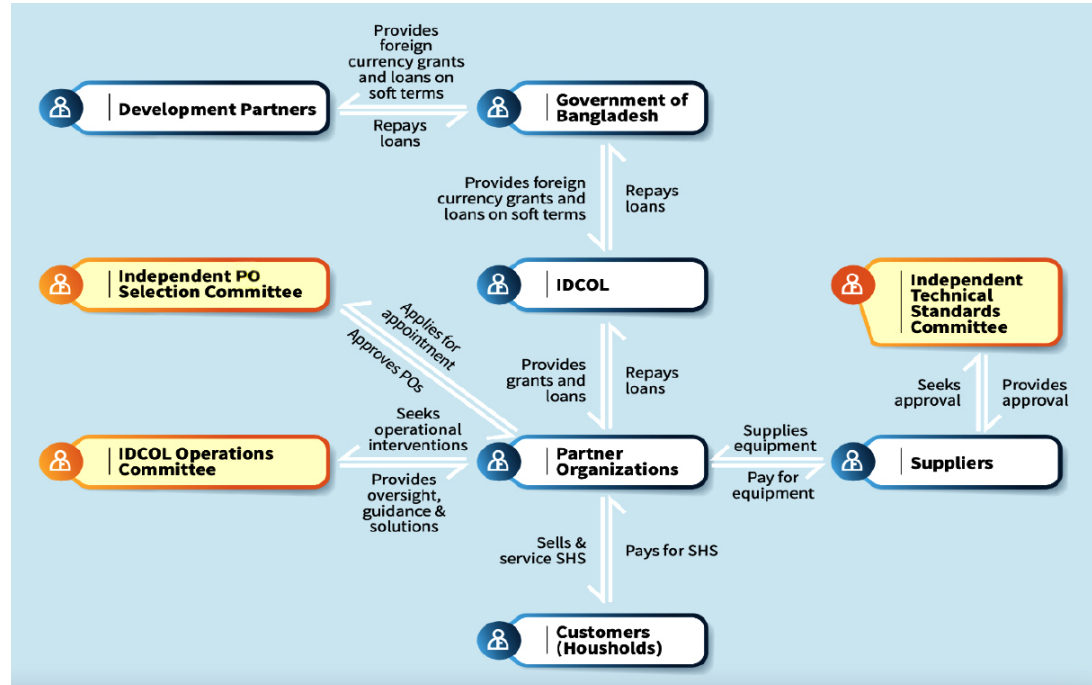 Provides
foreign
currency grants
and loans on
soft terms
Development Partners
Government of
Bangladesh
Repays
loans
Provides foreign
currency grants and
loans on soft terms
Repays
loans
Independent PO
Selection Committee
IDCOL
Independent
Technical
Standards
Committee
Applies for
appointment
Approves POs
Provides
grants and
loans
Repays
loans
Seeks
approval
Provides
approval
Seeks
operational
interventions
Supplies
equipment
IDCOL Operations
Committee
Partner
Organizations
Suppliers
Provides
oversight,
guidance &
solutions
Pay for
equipment
Sells &
service SHS
Pays for SHS
Customers
(Housholds)